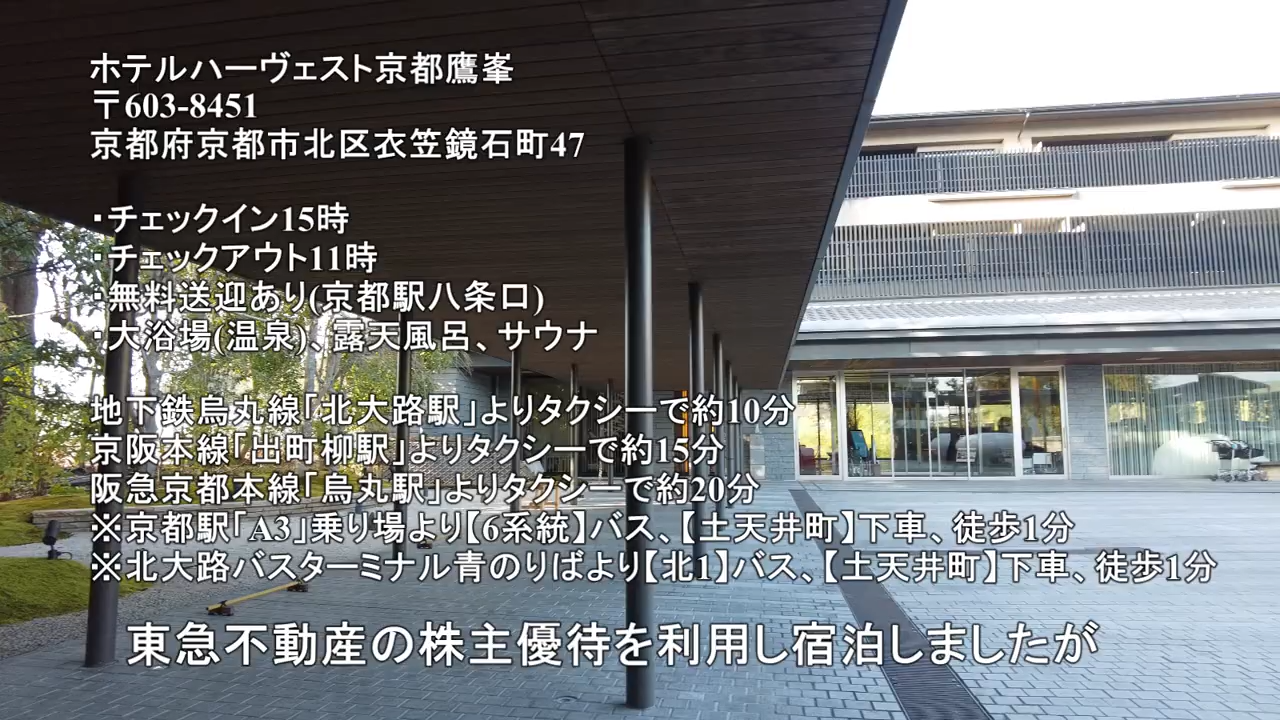 ホテルハーヴェスト京都鷹峯
〒603-8451
京都府京都市北区衣笠鏡石町47
・チェックイン15時
・チェックアウト11時
・無料送迎あり(京都駅八条口)
・大浴場(温泉)、露天風呂、サウナ
地下鉄烏丸線「北大路駅」よりタクシーで約10分
京阪本線「出町柳駅」よりタクシーで約15分
阪急京都本線「烏丸駅」よりタクシーで約20分
※京都駅「A3」乗り場より【6系統】バス、【土天井町】下車、徒歩1分
※北大路バスターミナル青のりばより【北1】バス、【土天井町】下車、徒歩1分
東急不動産の株主優待を利用し宿泊しましたが